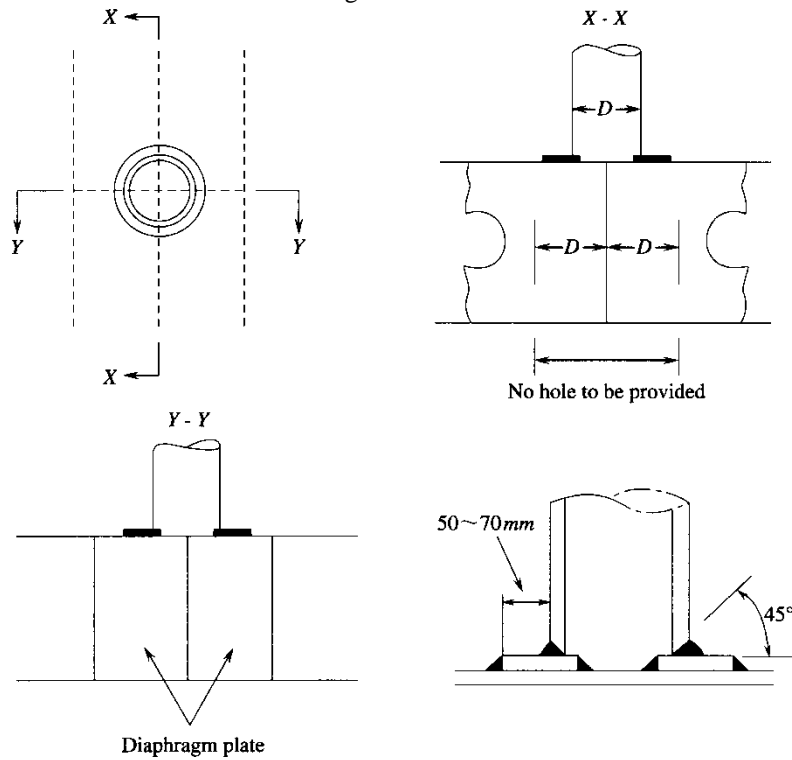 X
X - X
D
Y
Y
D
D
X
No hole to be provided
Y - Y
50～70mm
45°
Diaphragm plate